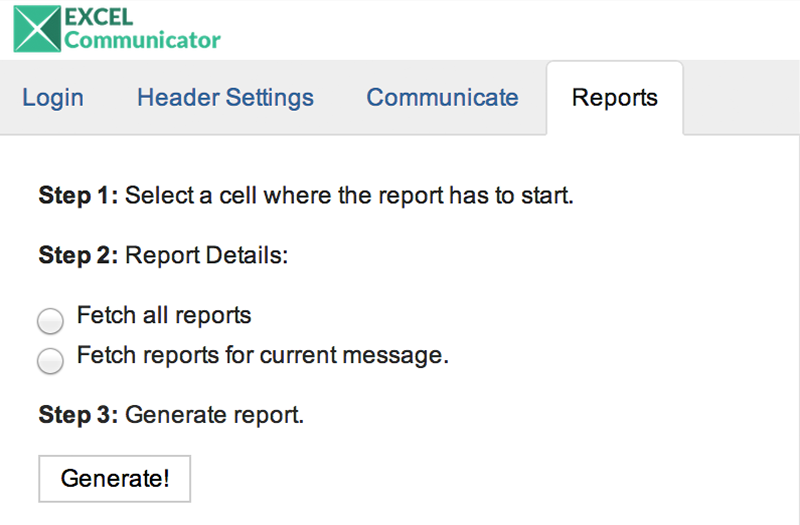 EXCEL
Communicator
Login Header Settings Communicate Reports
Step 1: Select a cell where the report has to start.
Step 2: Report Details:
Fetch all reports
Fetch reports for current message.
Step 3: Generate report.
Generate!